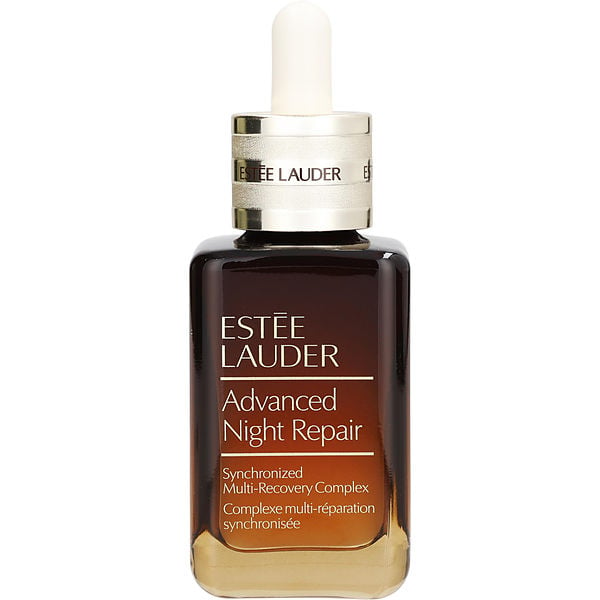 ESTĒE LAUDER
ESTĒE
LAUDER
Advanced
Night Repair
Synchronized
Multi-Recovery Complex
Complexe multi-réparation
synchronisée